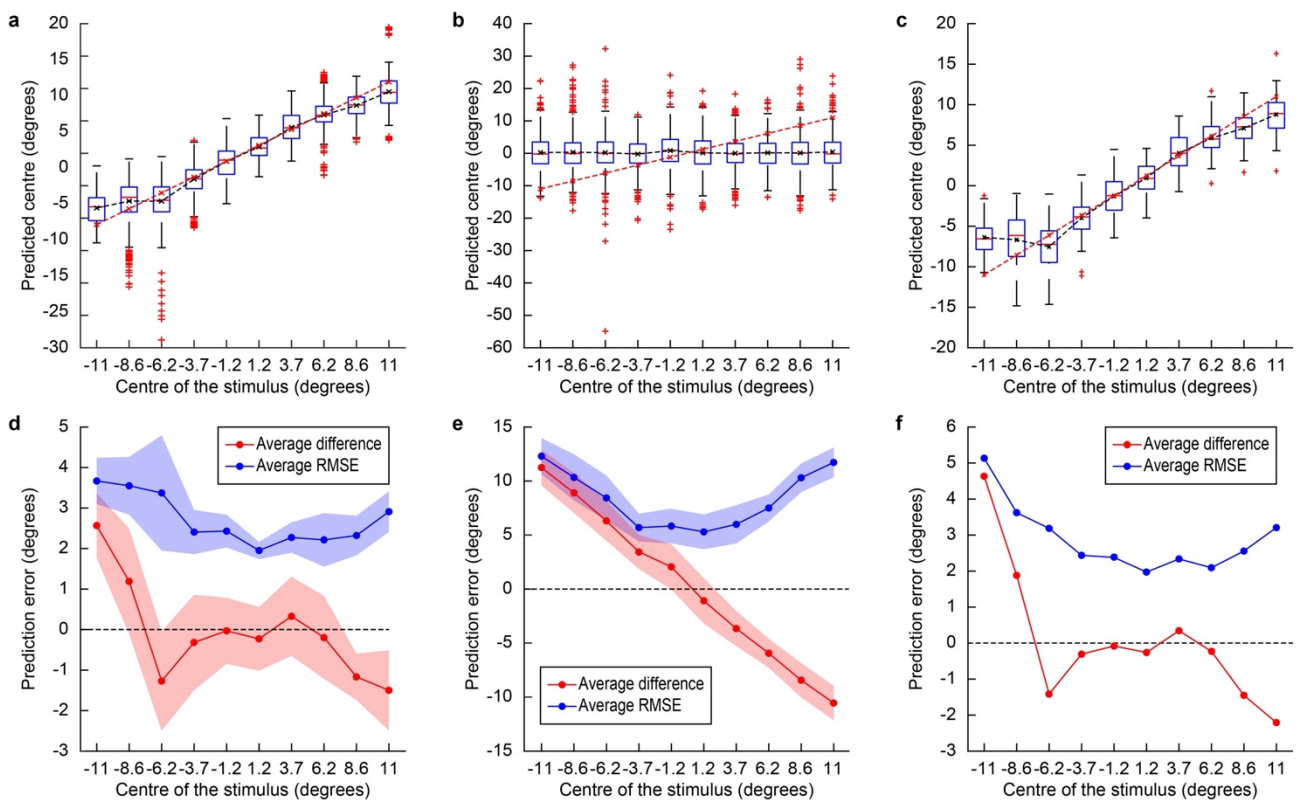 a
20
15
10
5
0
-5
-10
-15
-25
-30
Predicted centre (degrees)
-11 -8.6 -6.2 -3.7 -1.2 1.2 3.7 6.2 8.6 11
Centre of the stimulus (degrees)
b
40
30
20
10
0
-10
-20
-30
-40
-50
-60
Predicted centre (degrees)
-11 -8.6 -6.2 -3.7 -1.2 1.2 3.7 6.2 8.6 11
Centre of the stimulus (degrees)
c
20
15
10
5
0
-5
-10
-15
-20
Predicted centre (degrees)
-11 -8.6 -6.2 -3.7 -1.2 1.2 3.7 6.2 8.6 11
Centre of the stimulus (degrees)
d
5
4
3
2
1
0
-1
-2
-3
Prediction error (degrees)
Average difference
Average RMSE
-11 -8.6 -6.2 -3.7 -1.2 1.2 3.7 6.2 8.6 11
Centre of the stimulus (degrees)
e
15
10
5
0
-5
-10
-15
Prediction error (degrees)
Average difference
Average RMSE
-11 -8.6 -6.2 -3.7 -1.2 1.2 3.7 6.2 8.6 11
Centre of the stimulus (degrees)
f
6
5
4
3
2
1
0
-1
-2
-3
Prediction error (degrees)
Average difference
Average RMSE
-11 -8.6 -6.2 -3.7 -1.2 1.2 3.7 6.2 8.6 11
Centre of the stimulus (degrees)